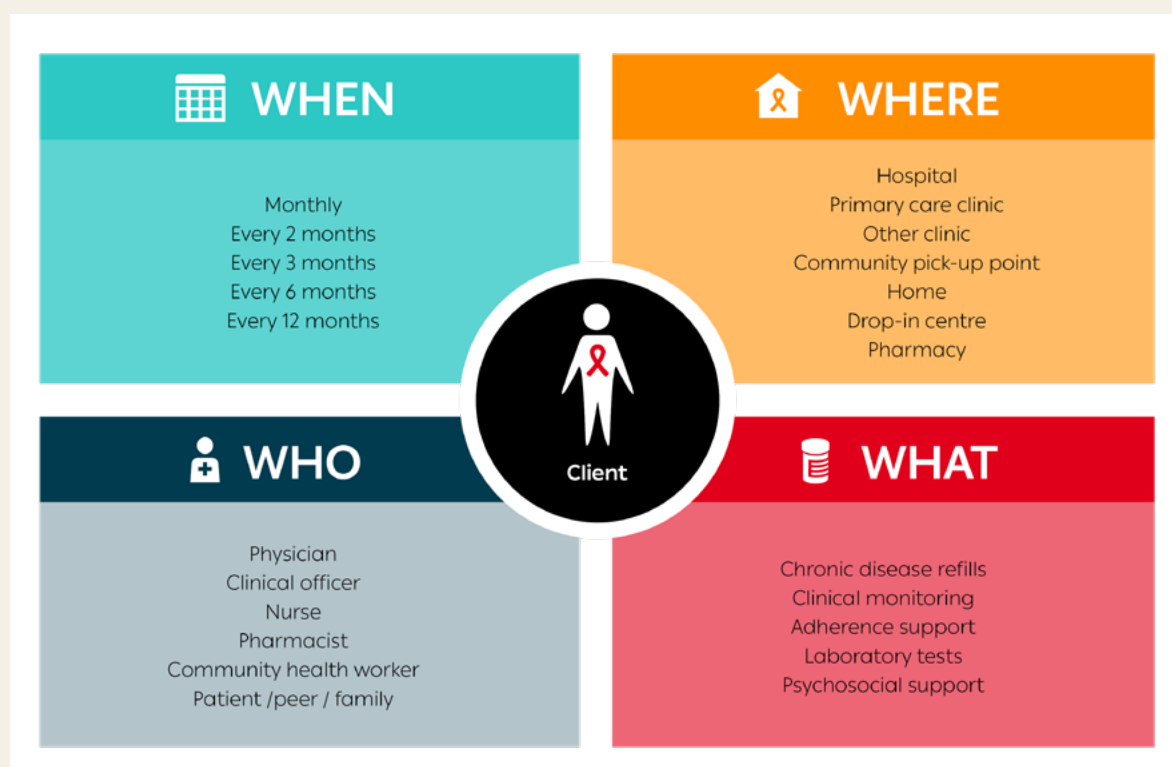 WHEN
Monthly
Every 2 months
Every 3 months
Every 6 months
Every 12 months
WHERE
Hospital
Primary care clinic
Other clinic
Community pick-up point
Home
Drop-in centre
Pharmacy
Client
WHO
Physician
Clinical officer
Nurse
Pharmacist
Community health worker
Patient /peer / family
WHAT
Chronic disease refills
Clinical monitoring
Adherence support
Laboratory tests
Psychosocial support